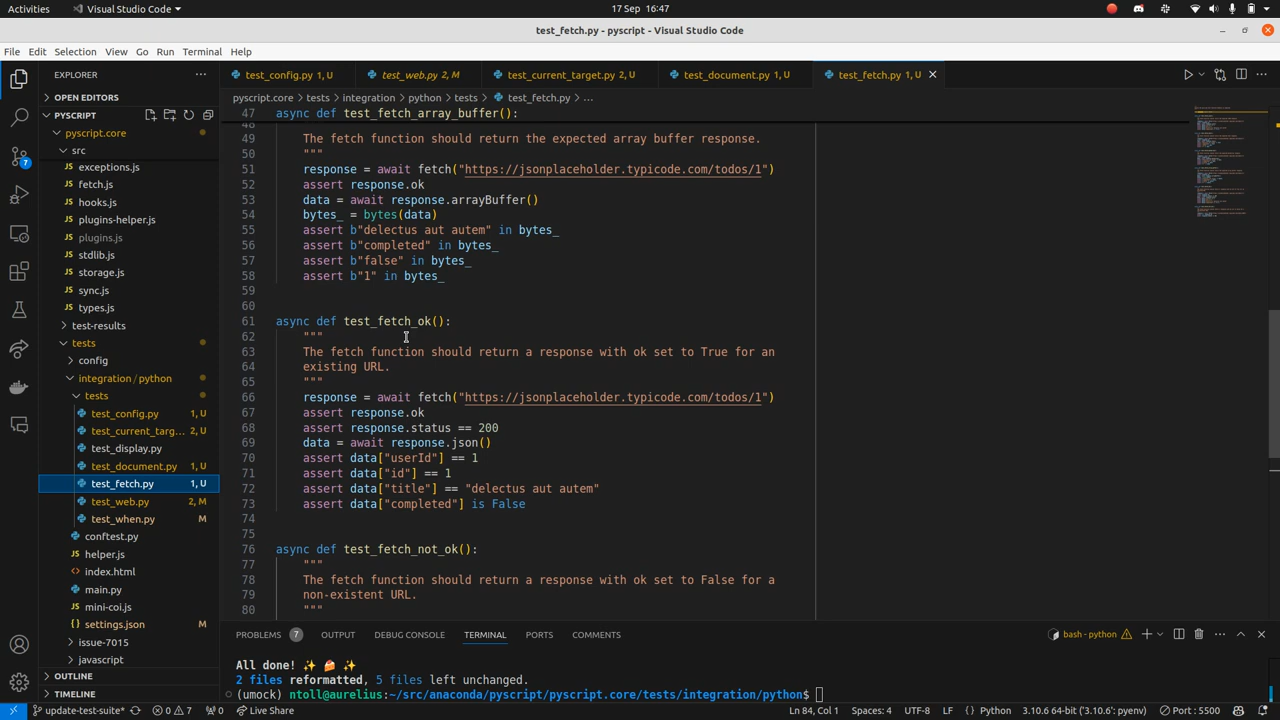 Activities
Visual Studio Code
17 Sep 16:47
test_fetch.py - pyscript - Visual Studio Code
File Edit Selection View Go Run Terminal Help
EXPLORER
test_config.py 1, U
test_web.py 2, M
test_current_target.py 2, U
test_document.py 1, U
test_fetch.py 1, U
OPEN EDITORS
pyscript.core > tests > integration > python > tests > test_fetch.py > ...
PYSCRIPT
pyscript.core
src
exceptions.js
fetch.js
hooks.js
plugins-helper.js
plugins.js
stdlib.js
storage.js
sync.js
types.js
test-results
tests
config
integration / python
tests
test_config.py 1, U
test_current_targ... 2, U
test_display.py
test_document.py 1, U
test_fetch.py 1, U
test_web.py 2, M
test_when.py M
conftest.py
helper.js
index.html
main.py
mini-coi.js
settings.json M
issue-7015
javascript
OUTLINE
TIMELINE
7
47 async def test_fetch_array_buffer():
48
49 The fetch function should return the expected array buffer response.
50 """
51 response = await fetch("https://jsonplaceholder.typicode.com/todos/1")
52 assert response.ok
53 data = await response.arrayBuffer()
54 bytes_ = bytes(data)
55 assert b"delectus aut autem" in bytes_
56 assert b"completed" in bytes_
57 assert b"false" in bytes_
58 assert b"1" in bytes_
59
60
61 async def test_fetch_ok():
62 """
63 The fetch function should return a response with ok set to True for an
64 existing URL.
65 """
66 response = await fetch("https://jsonplaceholder.typicode.com/todos/1")
67 assert response.ok
68 assert response.status == 200
69 data = await response.json()
70 assert data["userId"] == 1
71 assert data["id"] == 1
72 assert data["title"] == "delectus aut autem"
73 assert data["completed"] is False
74
75
76 async def test_fetch_not_ok():
77 """
78 The fetch function should return a response with ok set to False for a
79 non-existent URL.
80 """
PROBLEMS 7 OUTPUT DEBUG CONSOLE TERMINAL PORTS COMMENTS
bash - python
All done! ✨ 🍰 ✨
2 files reformatted, 5 files left unchanged.
(umock) ntoll@aurelius:~/src/anaconda/pyscript/pyscript.core/tests/integration/python$
update-test-suite* 0 7 0 Live Share
Ln 84, Col 1 Spaces: 4 UTF-8 LF Python 3.10.6 64-bit ('3.10.6': pyenv) Port : 5500